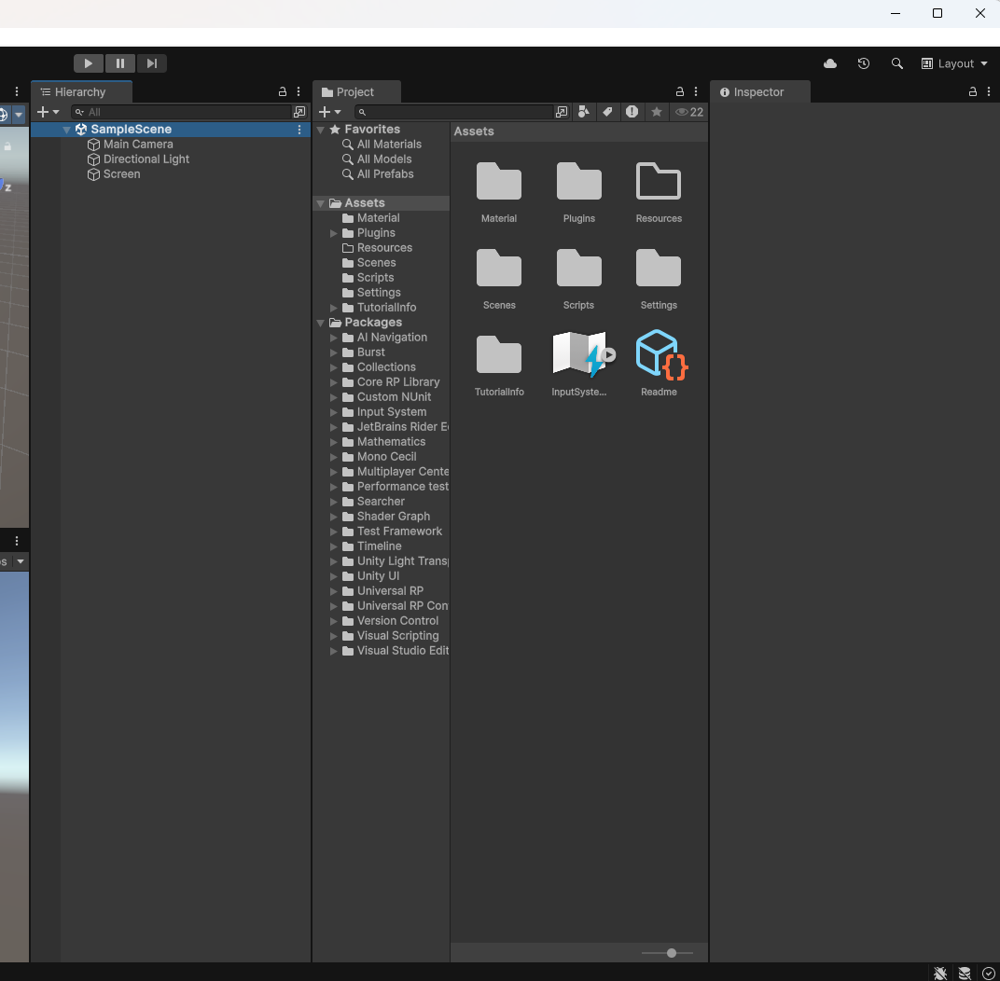 Layout
Hierarchy
Project
Inspector
All
22
SampleScene
Main Camera
Directional Light
Screen
z
Favorites
All Materials
All Models
All Prefabs
Assets
Material
Plugins
Resources
Scenes
Scripts
Settings
TutorialInfo
Packages
AI Navigation
Burst
Collections
Core RP Library
Custom NUnit
Input System
JetBrains Rider E
Mathematics
Mono Cecil
Multiplayer Cente
Performance test
Searcher
Shader Graph
Test Framework
Timeline
Unity Light Trans
Unity UI
Universal RP
Universal RP Con
Version Control
Visual Scripting
Visual Studio Edit
Assets
Material Plugins Resources
Scenes Scripts Settings
TutorialInfo InputSyste... Readme